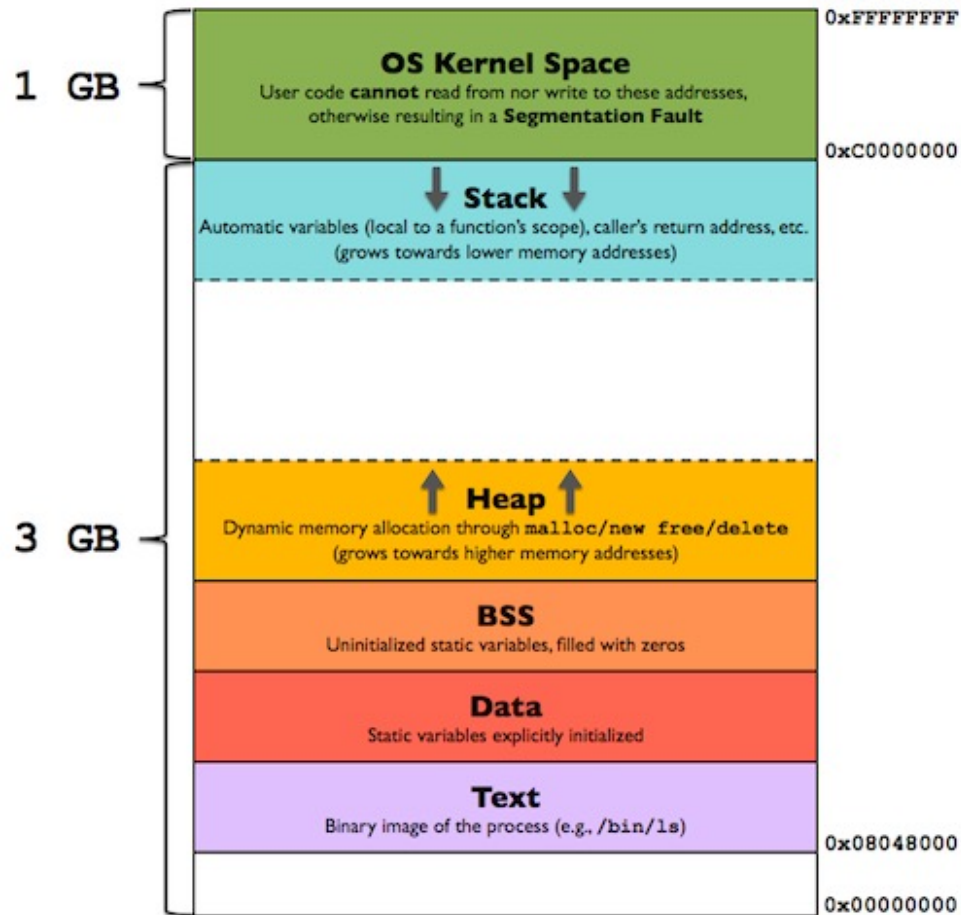 0xFFFFFFFF
1 GB
OS Kernel Space
User code cannot read from nor write to these addresses,
otherwise resulting in a Segmentation Fault
0xC0000000
Stack
Automatic variables (local to a function's scope), caller's return address, etc.
(grows towards lower memory addresses)
3 GB
Heap
Dynamic memory allocation through malloc/new free/delete
(grows towards higher memory addresses)
BSS
Uninitialized static variables, filled with zeros
Data
Static variables explicitly initialized
Text
Binary image of the process (e.g., /bin/ls)
0x08048000
0x00000000